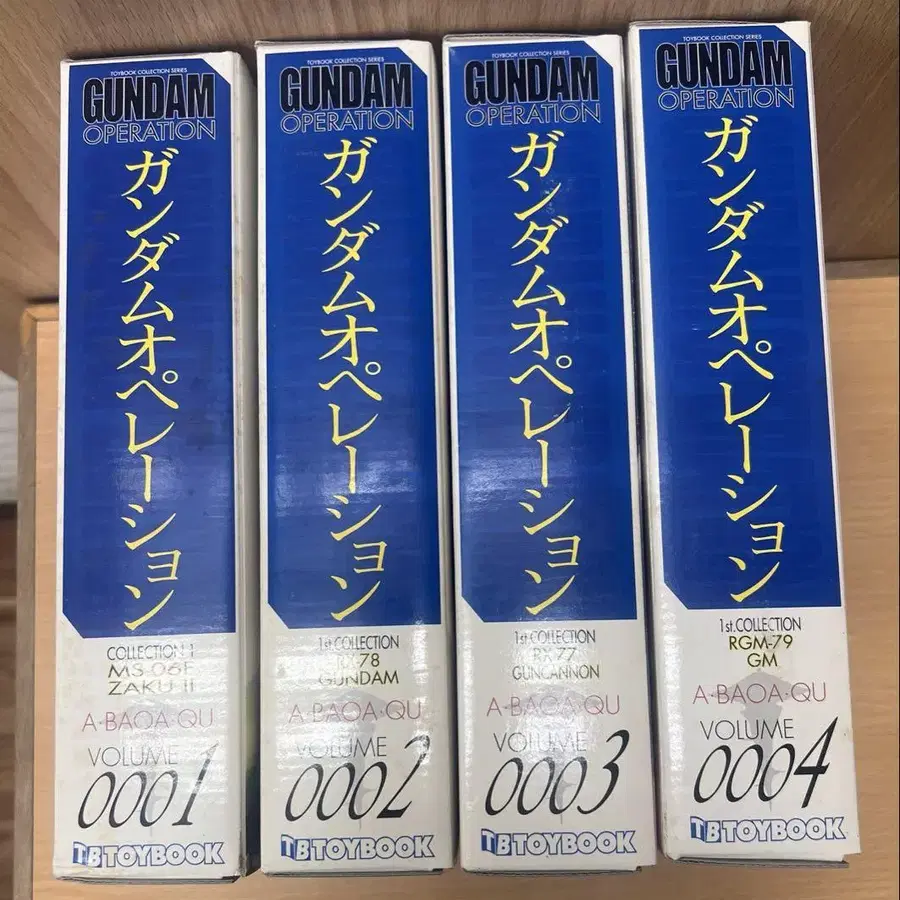 TOYBOOK COLLECTION SERIES
GUNDAM
OPERATION
ガンダムオペレーション
COLLECTION 1
MS-06F
ZAKU II
A・BAOA・QU
VOLUME
0001
TBTOYBOOK
TOYBOOK COLLECTION SERIES
GUNDAM
OPERATION
ガンダムオペレーション
1st.COLLECTION
RX-78
GUNDAM
A・BAOA・QU
VOLUME
0002
TBTOYBOOK
TOYBOOK COLLECTION SERIES
GUNDAM
OPERATION
ガンダムオペレーション
1st.COLLECTION
RX-77
GUNCANNON
A・BAOA・QU
VOLUME
0003
TBTOYBOOK
TOYBOOK COLLECTION SERIES
GUNDAM
OPERATION
ガンダムオペレーション
1st.COLLECTION
RGM-79
GM
A・BAOA・QU
VOLUME
0004
TBTOYBOOK